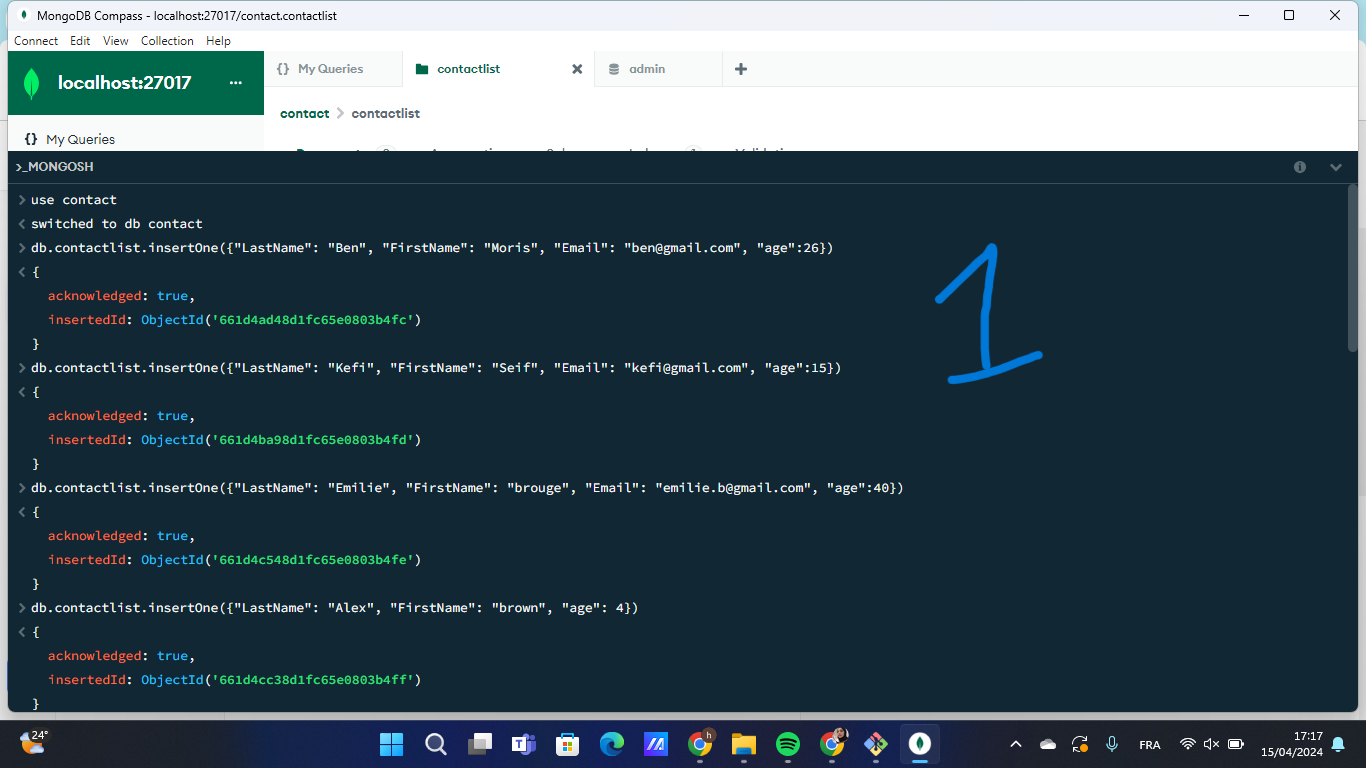 MongoDB Compass - localhost:27017/contact.contactlist
Connect Edit View Collection Help
localhost:27017 ...
{} My Queries
contactlist
admin
contact > contactlist
{} My Queries
>_MONGOSH
> use contact
< switched to db contact
> db.contactlist.insertOne({"LastName": "Ben", "FirstName": "Moris", "Email": "ben@gmail.com", "age":26})
< {
acknowledged: true,
insertedId: ObjectId('661d4ad48d1fc65e0803b4fc')
}
> db.contactlist.insertOne({"LastName": "Kefi", "FirstName": "Seif", "Email": "kefi@gmail.com", "age":15})
< {
acknowledged: true,
insertedId: ObjectId('661d4ba98d1fc65e0803b4fd')
}
> db.contactlist.insertOne({"LastName": "Emilie", "FirstName": "brouge", "Email": "emilie.b@gmail.com", "age":40})
< {
acknowledged: true,
insertedId: ObjectId('661d4c548d1fc65e0803b4fe')
}
> db.contactlist.insertOne({"LastName": "Alex", "FirstName": "brown", "age": 4})
< {
acknowledged: true,
insertedId: ObjectId('661d4cc38d1fc65e0803b4ff')
}
1
24°
FRA
17:17
15/04/2024